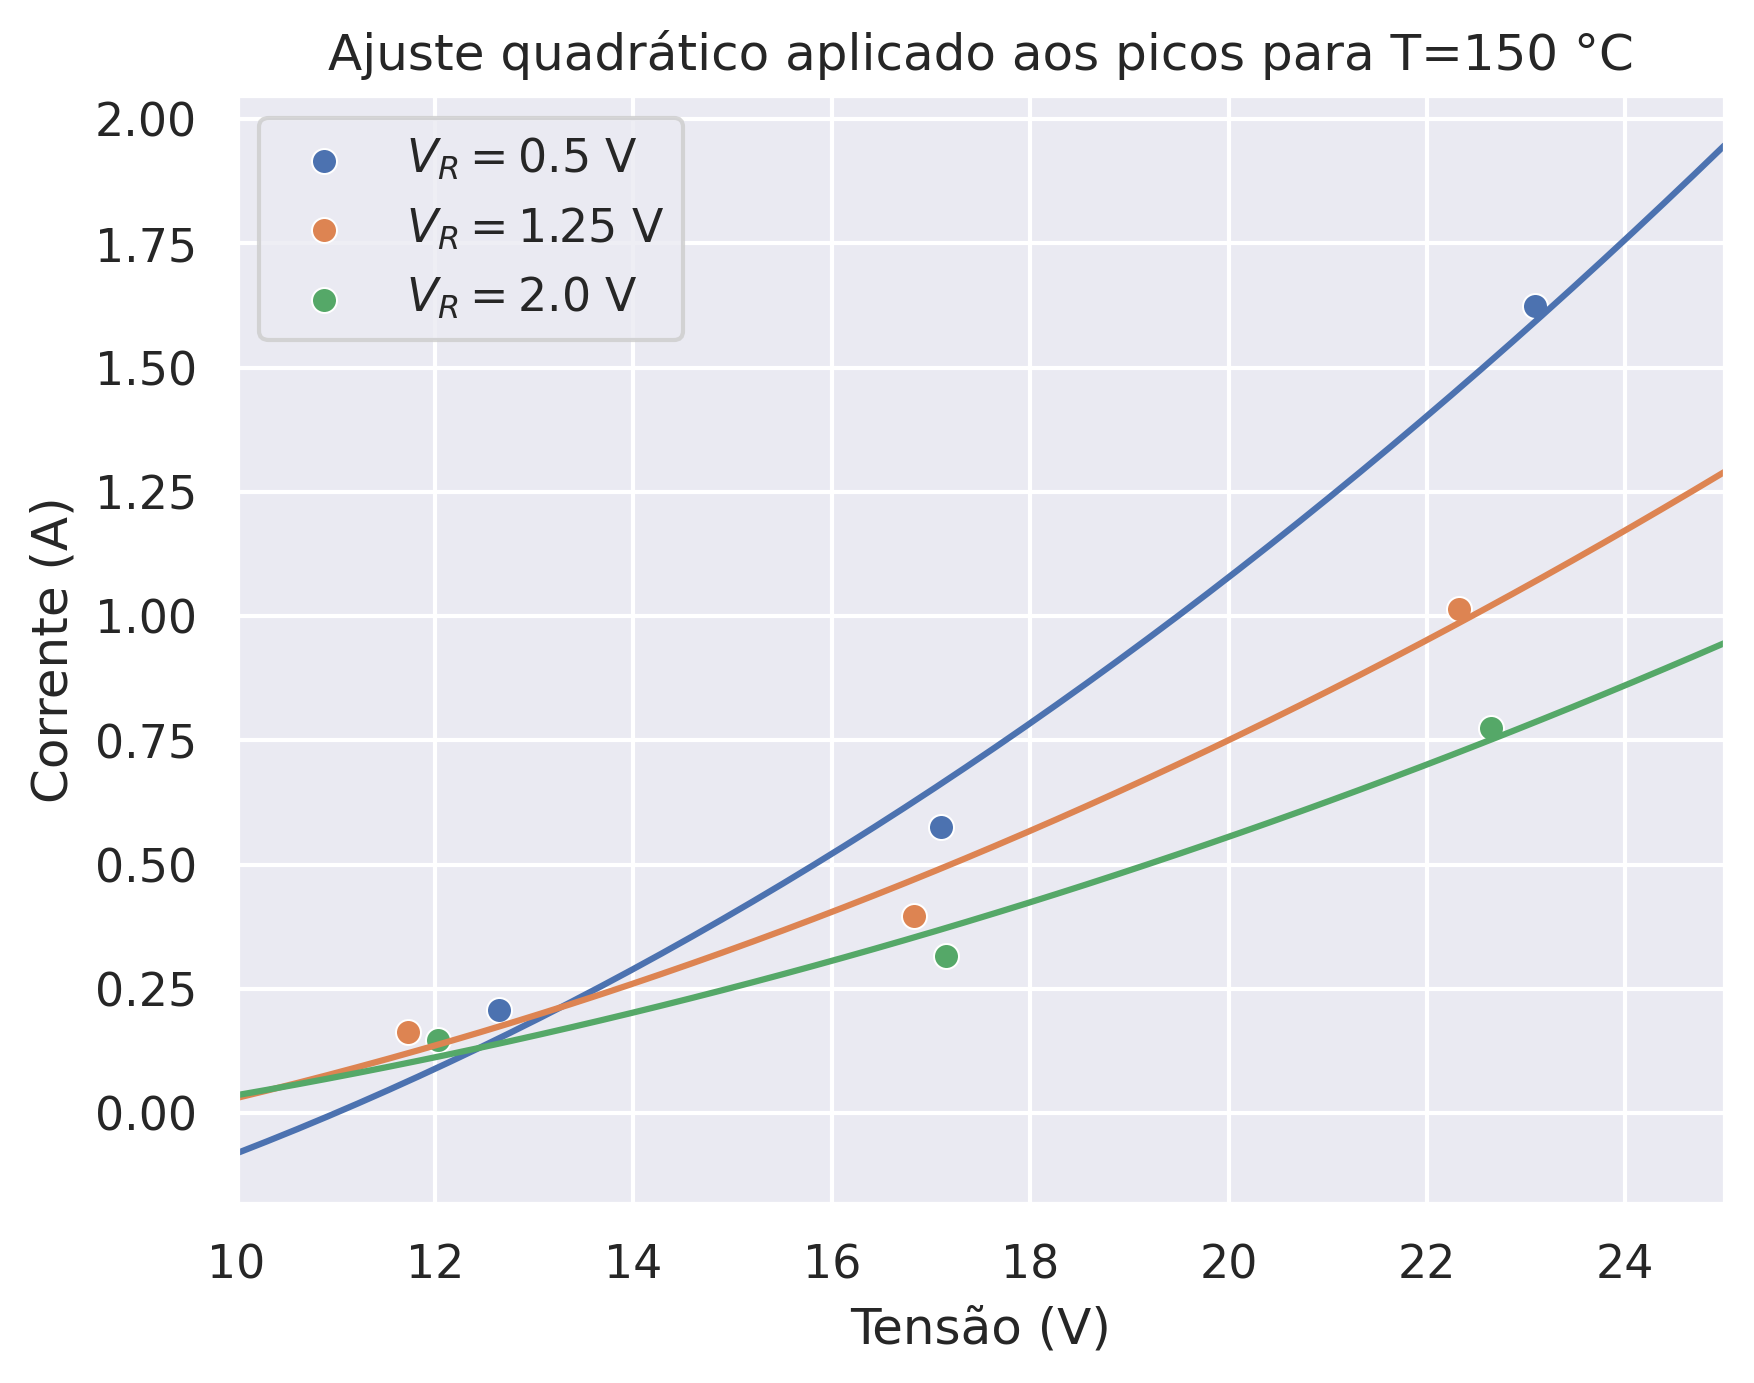 Ajuste quadrático aplicado aos picos para T=150 °C
2.00
1.75
1.50
1.25
1.00
0.75
0.50
0.25
0.00
Corrente (A)
V_R = 0.5 V
V_R = 1.25 V
V_R = 2.0 V
10 12 14 16 18 20 22 24
Tensão (V)